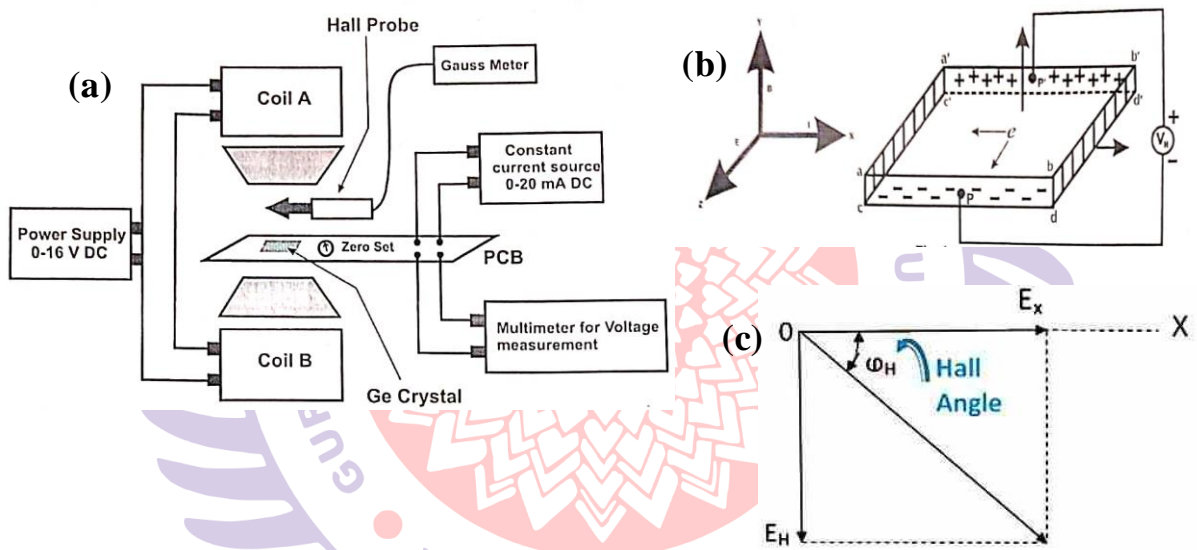 (a)
Hall Probe
Gauss Meter
Coil A
Constant
current source
0-20 mA DC
Power Supply
0-16 V DC
Zero Set
PCB
Coil B
Multimeter for Voltage
measurement
Ge Crystal
(b)
Y
B
I
X
E
Z
a'
b'
+ + + + + + + + + +
P'
c'
d'
e
+
V_H
−
a
b
− − − − − − − −
P
c
d
(c)
O
E_x
X
φ_H
Hall
Angle
E_H
GUF
U